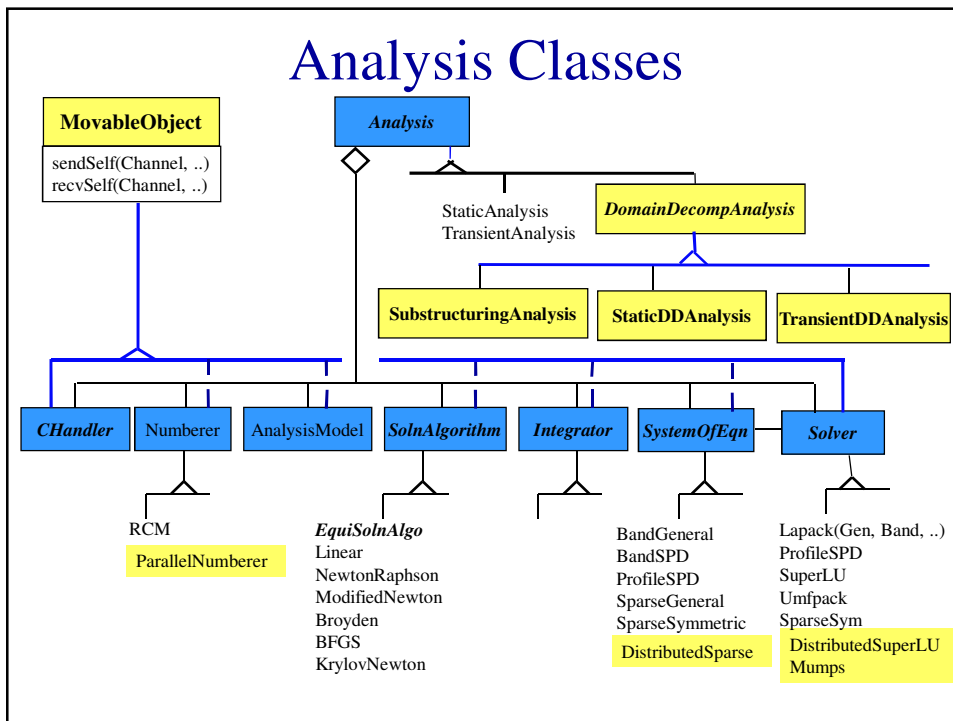 Analysis Classes
MovableObject
sendSelf(Channel, ..)
recvSelf(Channel, ..)
Analysis
StaticAnalysis
TransientAnalysis
DomainDecompAnalysis
SubstructuringAnalysis
StaticDDAnalysis
TransientDDAnalysis
CHandler
Numberer
AnalysisModel
SolnAlgorithm
Integrator
SystemOfEqn
Solver
RCM
ParallelNumberer
EquiSolnAlgo
Linear
NewtonRaphson
ModifiedNewton
Broyden
BFGS
KrylovNewton
BandGeneral
BandSPD
ProfileSPD
SparseGeneral
SparseSymmetric
DistributedSparse
Lapack(Gen, Band, ..)
ProfileSPD
SuperLU
Umfpack
SparseSym
DistributedSuperLU
Mumps